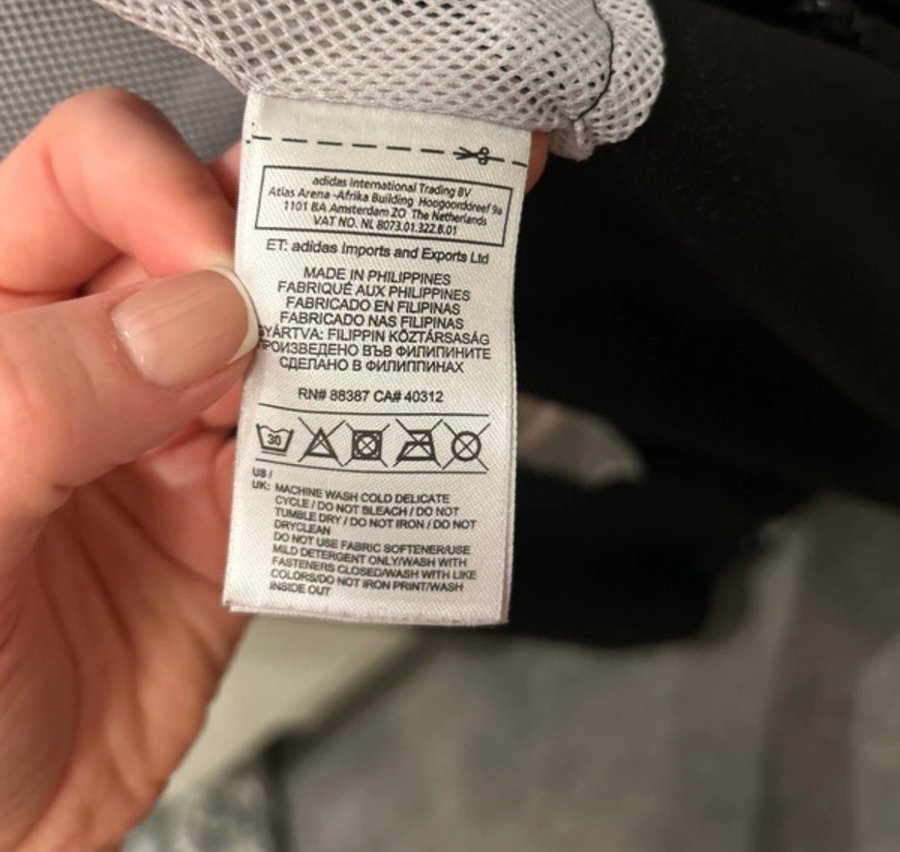 adidas International Trading BV
Atlas Arena -Afrika Building Hoogoorddreef 9a
1101 BA Amsterdam ZO The Netherlands
VAT NO. NL 8073.01.322.B.01
ET: adidas Imports and Exports Ltd
MADE IN PHILIPPINES
FABRIQUÉ AUX PHILIPPINES
FABRICADO EN FILIPINAS
FABRICADO NAS FILIPINAS
GYÁRTVA: FILIPPIN KÖZTÁRSASÁG
ПРОИЗВЕДЕНО ВЪВ ФИЛИПИНИТЕ
СДЕЛАНО В ФИЛИППИНАХ
RN# 88387 CA# 40312
30
US /
UK: MACHINE WASH COLD DELICATE
CYCLE / DO NOT BLEACH / DO NOT
TUMBLE DRY / DO NOT IRON / DO NOT
DRYCLEAN
DO NOT USE FABRIC SOFTENER/USE
MILD DETERGENT ONLY/WASH WITH
FASTENERS CLOSED/WASH WITH LIKE
COLORS/DO NOT IRON PRINT/WASH
INSIDE OUT